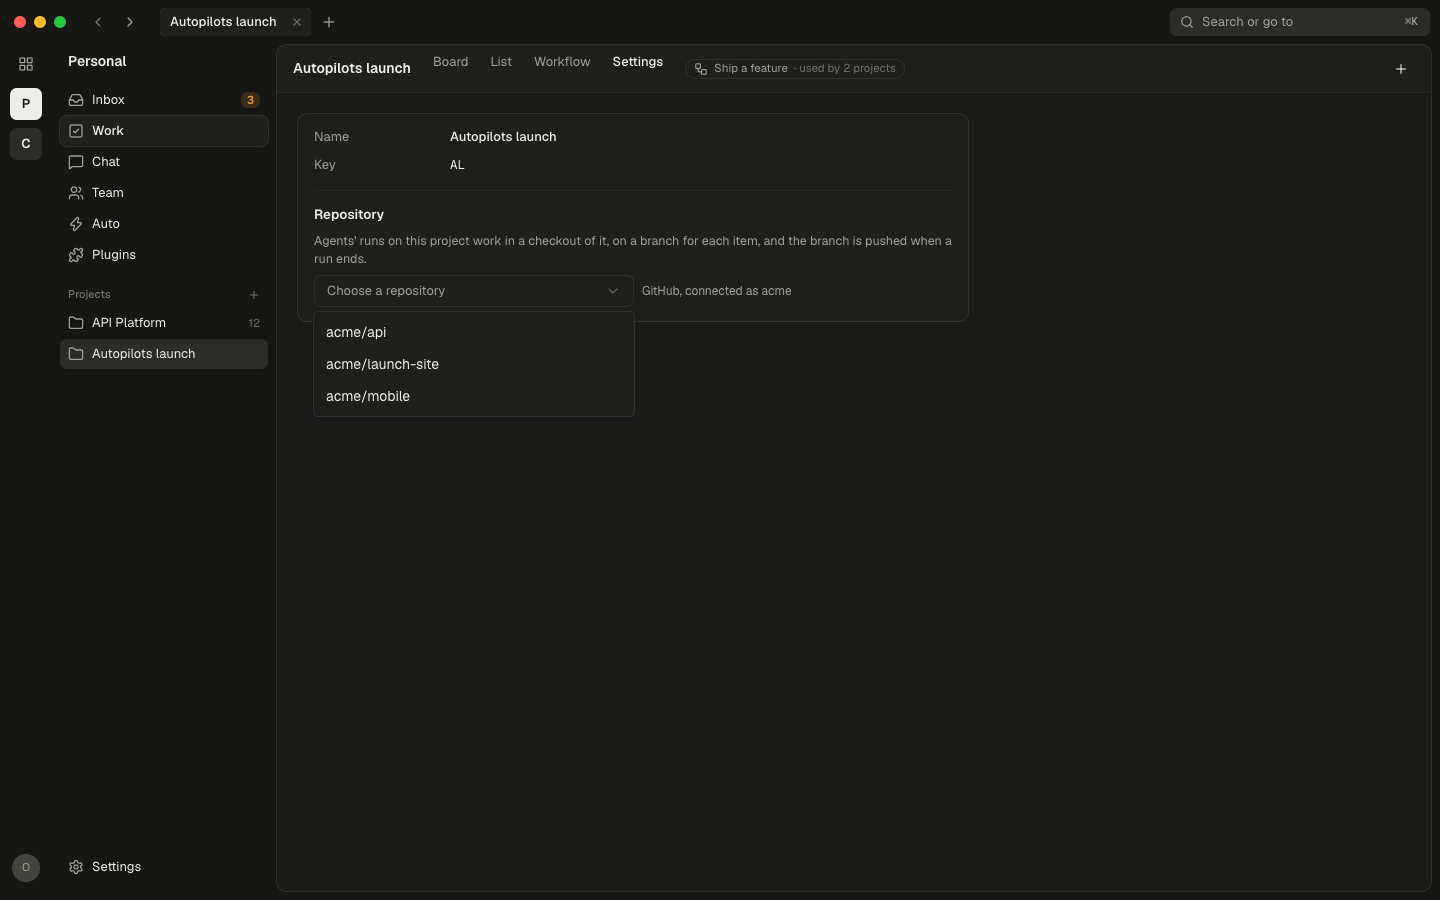 Autopilots launch
Search or go to
⌘K
Personal
P
C
Inbox
3
Work
Chat
Team
Auto
Plugins
Projects
API Platform
12
Autopilots launch
O
Settings
Autopilots launch
Board
List
Workflow
Settings
Ship a feature · used by 2 projects
Name
Autopilots launch
Key
AL
Repository
Agents' runs on this project work in a checkout of it, on a branch for each item, and the branch is pushed when a
run ends.
Choose a repository
GitHub, connected as acme
acme/api
acme/launch-site
acme/mobile